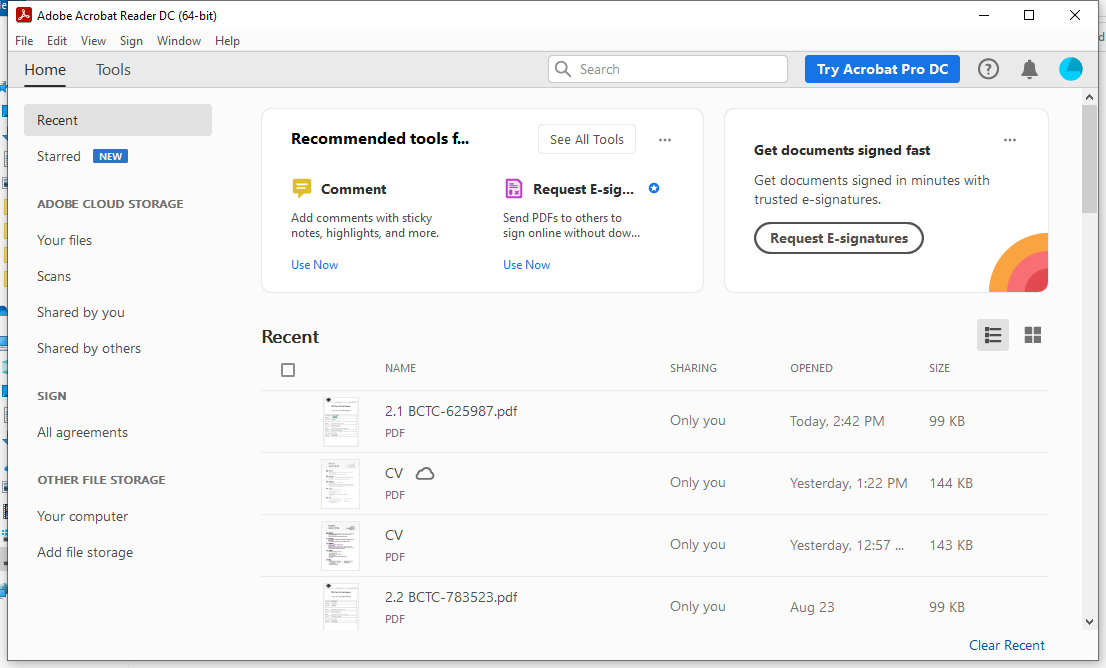 Adobe Acrobat Reader DC (64-bit)
File Edit View Sign Window Help
Home Tools Search Try Acrobat Pro DC
Recent
Starred NEW
ADOBE CLOUD STORAGE
Your files
Scans
Shared by you
Shared by others
SIGN
All agreements
OTHER FILE STORAGE
Your computer
Add file storage
Recommended tools f... See All Tools
Comment
Add comments with sticky
notes, highlights, and more.
Use Now
Request E-sig...
Send PDFs to others to
sign online without dow...
Use Now
Get documents signed fast
Get documents signed in minutes with
trusted e-signatures.
Request E-signatures
Recent
NAME SHARING OPENED SIZE
2.1 BCTC-625987.pdf
PDF
Only you Today, 2:42 PM 99 KB
CV
PDF
Only you Yesterday, 1:22 PM 144 KB
CV
PDF
Only you Yesterday, 12:57 ... 143 KB
2.2 BCTC-783523.pdf
PDF
Only you Aug 23 99 KB
Clear Recent